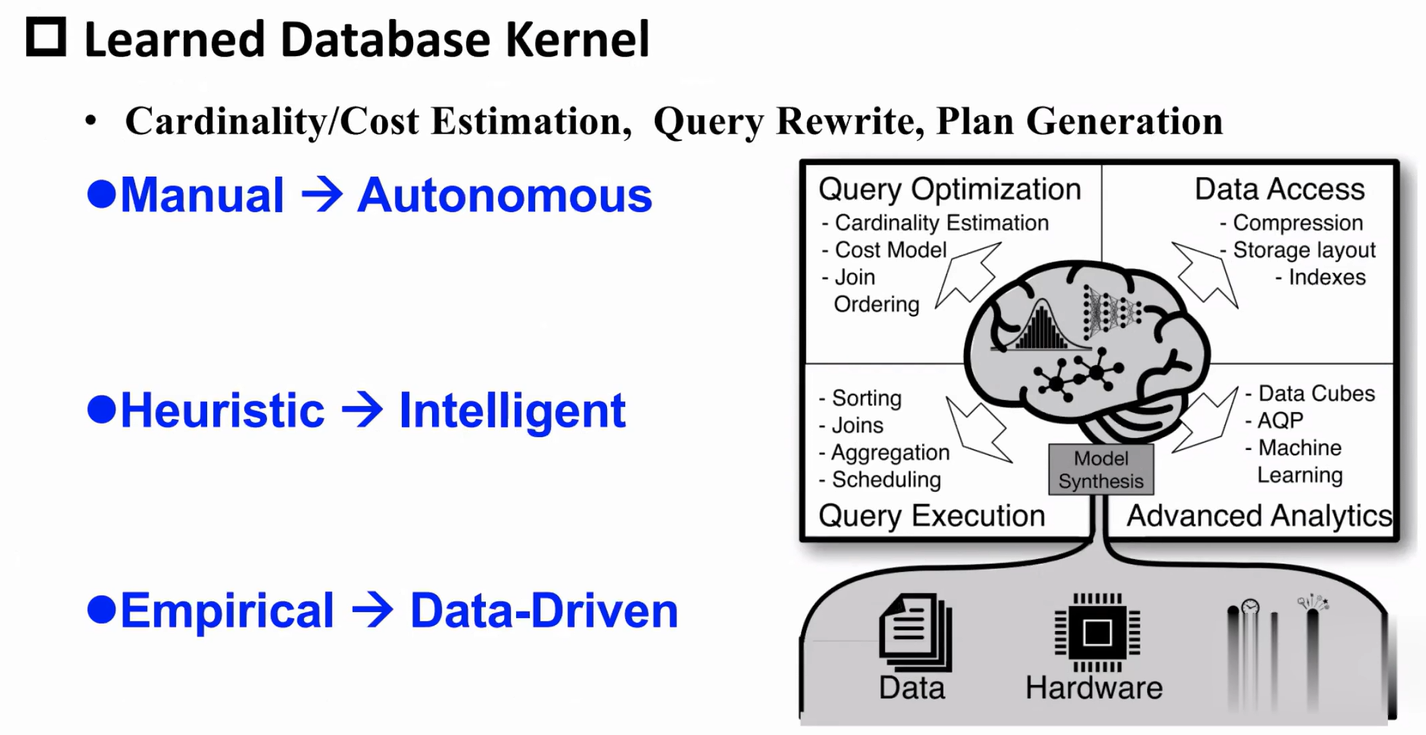 Learned Database Kernel
• Cardinality/Cost Estimation, Query Rewrite, Plan Generation
●Manual → Autonomous
●Heuristic → Intelligent
●Empirical → Data-Driven
Query Optimization
- Cardinality Estimation
- Cost Model
- Join
Ordering
Data Access
- Compression
- Storage layout
- Indexes
- Sorting
- Joins
- Aggregation
- Scheduling
Query Execution
- Data Cubes
- AQP
- Machine
Learning
Advanced Analytics
Model
Synthesis
Data
Hardware